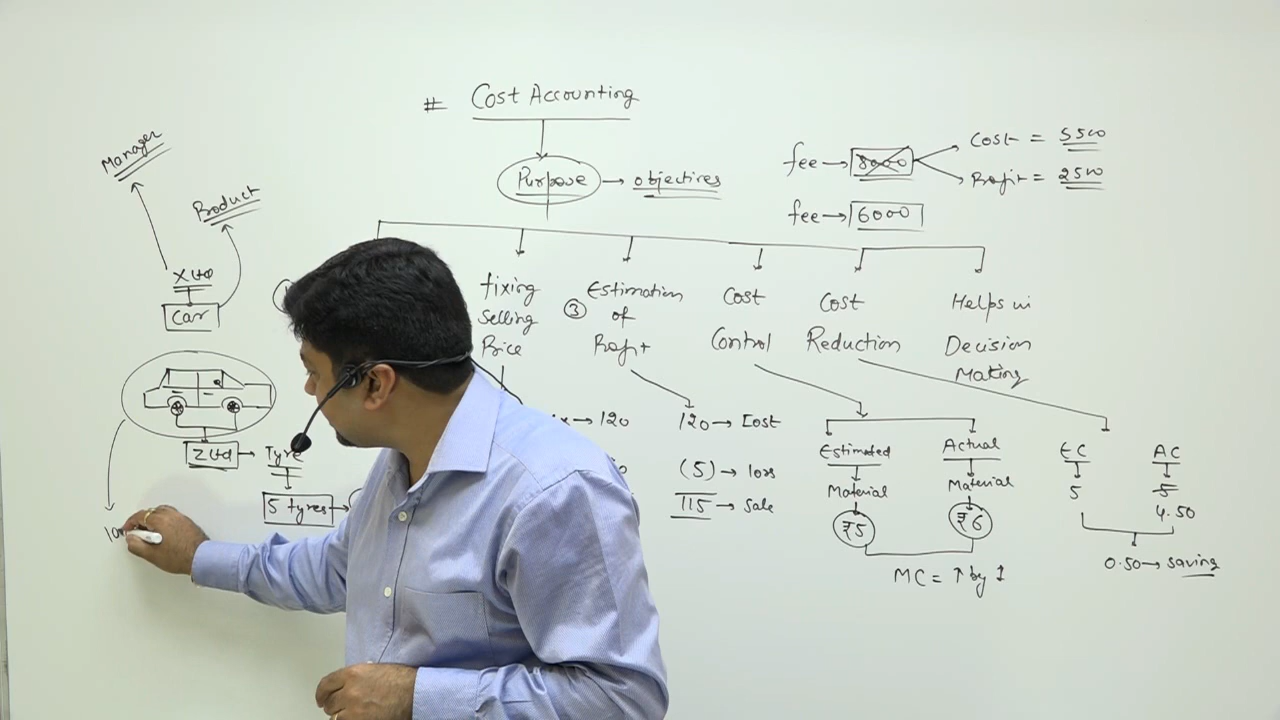 # Cost Accounting
Purpose → objectives
fee → 8000
Cost = 5500
Profit = 2500
fee → 6000
Manager
Product
X Ltd
Car
Z Ltd → Tyre
5 tyres →
fixing
Selling
Price
③ Estimation
of
Profit
Cost
Control
Cost
Reduction
Helps in
Decision
Making
→ 120
120 → Cost
(5) → loss
115 → Sale
Estimated
Material
₹5
Actual
Material
₹6
MC = ↑ by 1
EC
5
AC
5
4.50
0.50 → saving